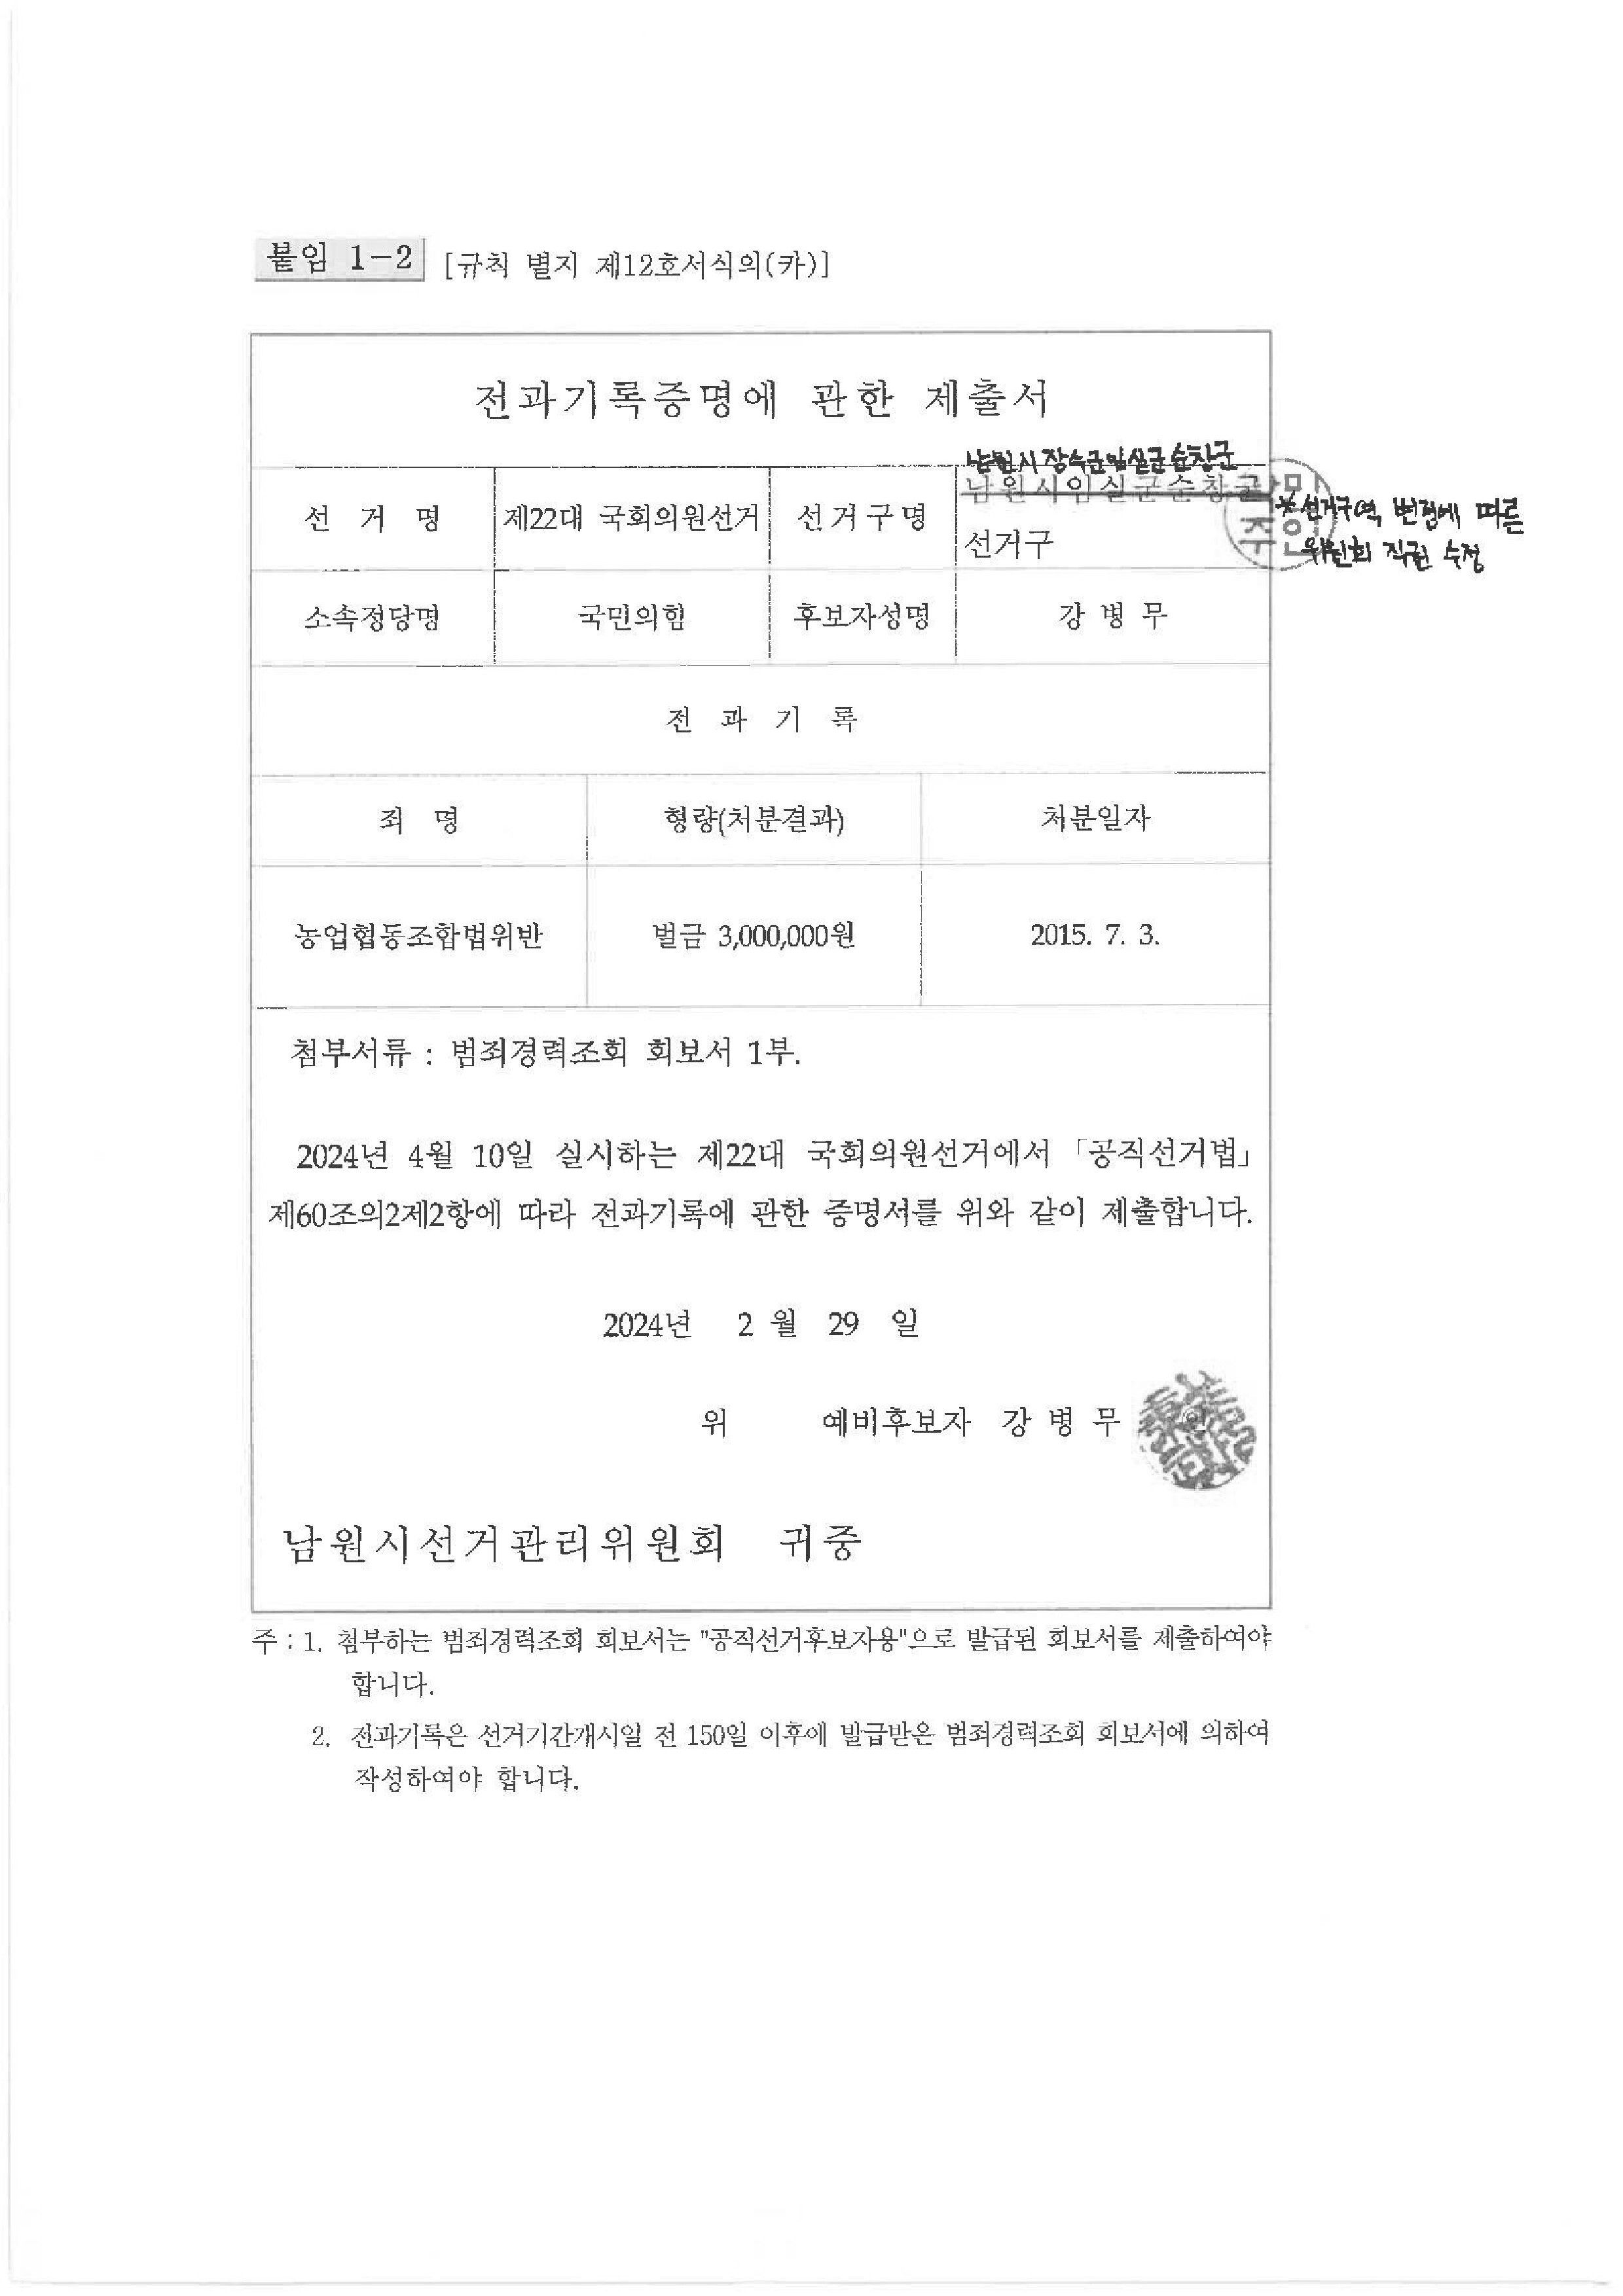 붙임 1-2 [규칙 별지 제12호서식의(카)]
전과기록증명에 관한 제출서
남원시장수군임실군순창군
선 거 명 제22대 국회의원선거 선거구명 남원시임실군순창군
선거구
※ 선거구역 변경에 따른
위원회 직권 수정
소속정당명 국민의힘 후보자성명 강 병 무
전 과 기 록
죄 명 형량(처분결과) 처분일자
농업협동조합법위반 벌금 3,000,000원 2015. 7. 3.
첨부서류 : 범죄경력조회 회보서 1부.
2024년 4월 10일 실시하는 제22대 국회의원선거에서 「공직선거법」
제60조의2제2항에 따라 전과기록에 관한 증명서를 위와 같이 제출합니다.
2024년 2 월 29 일
위 예비후보자 강 병 무
남원시선거관리위원회 귀중
주 : 1. 첨부하는 범죄경력조회 회보서는 "공직선거후보자용"으로 발급된 회보서를 제출하여야
합니다.
2. 전과기록은 선거기간개시일 전 150일 이후에 발급받은 범죄경력조회 회보서에 의하여
작성하여야 합니다.